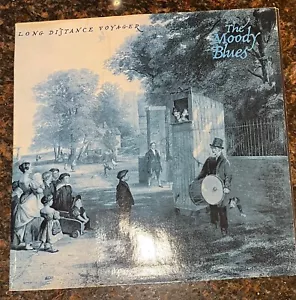 LONG DISTANCE VOYAGER
The
Moody
Blues